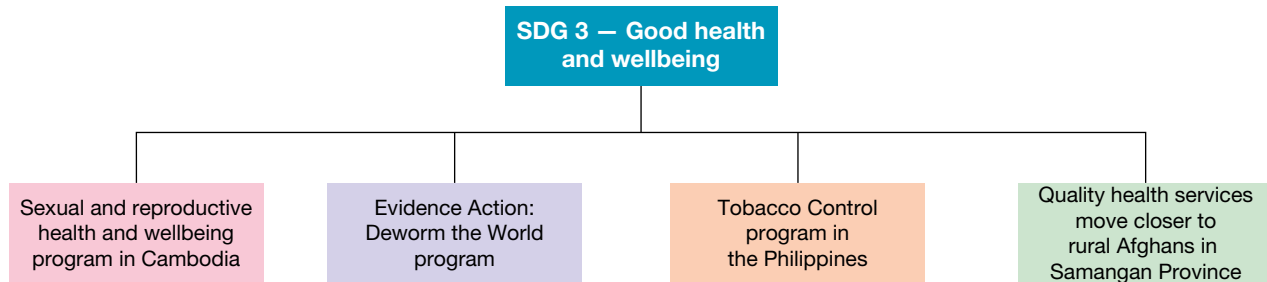 SDG 3 — Good health
and wellbeing
Sexual and reproductive
health and wellbeing
program in Cambodia
Evidence Action:
Deworm the World
program
Tobacco Control
program in
the Philippines
Quality health services
move closer to
rural Afghans in
Samangan Province